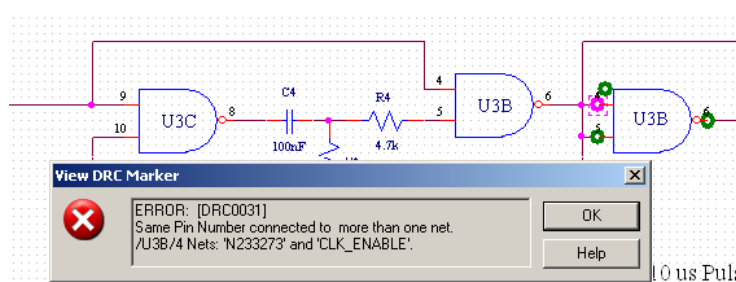 4
6
C4
R4
9
8
U3C
10
100nF
4.7k
5
U3B
6
U3B
View DRC Marker
ERROR: [DRC0031]
Same Pin Number connected to more than one net.
/U3B/4 Nets: 'N233273' and 'CLK_ENABLE'.
OK
Help
10 us Puls